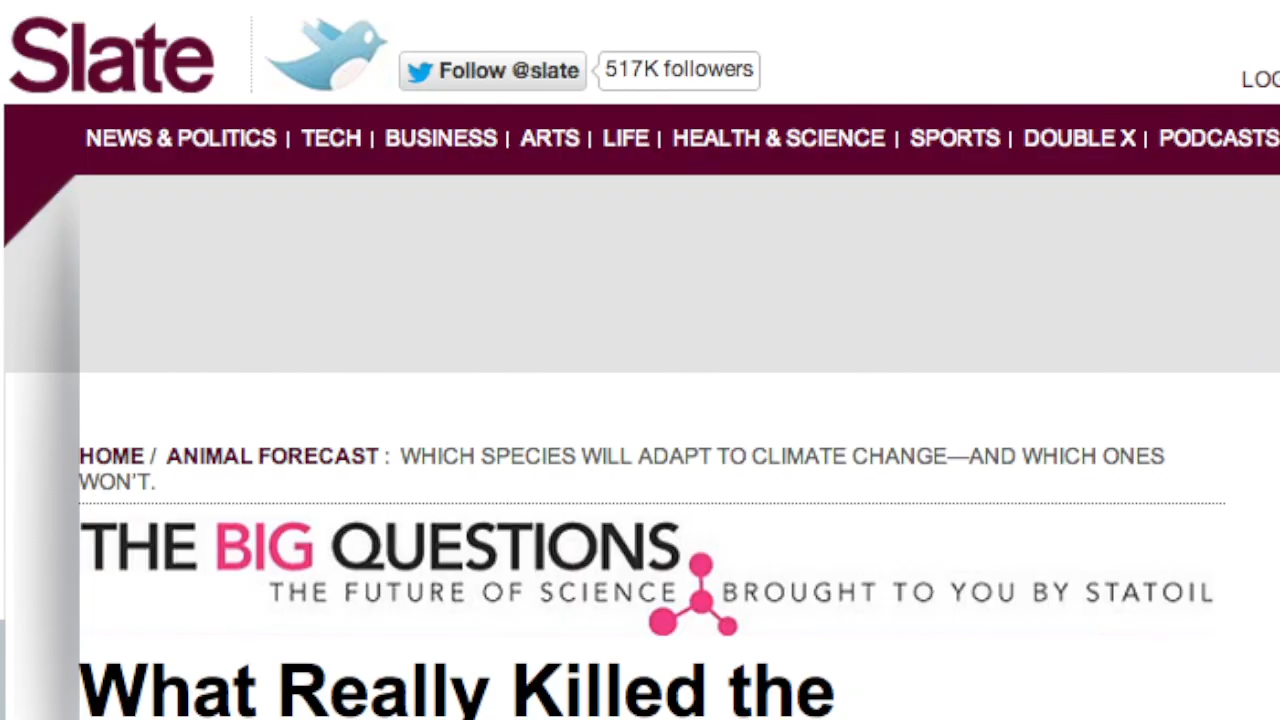 Slate
Follow @slate
517K followers
NEWS & POLITICS | TECH | BUSINESS | ARTS | LIFE | HEALTH & SCIENCE | SPORTS | DOUBLE X | PODCASTS
HOME / ANIMAL FORECAST : WHICH SPECIES WILL ADAPT TO CLIMATE CHANGE—AND WHICH ONES
WON'T.
THE BIG QUESTIONS
THE FUTURE OF SCIENCE BROUGHT TO YOU BY STATOIL
What Really Killed the